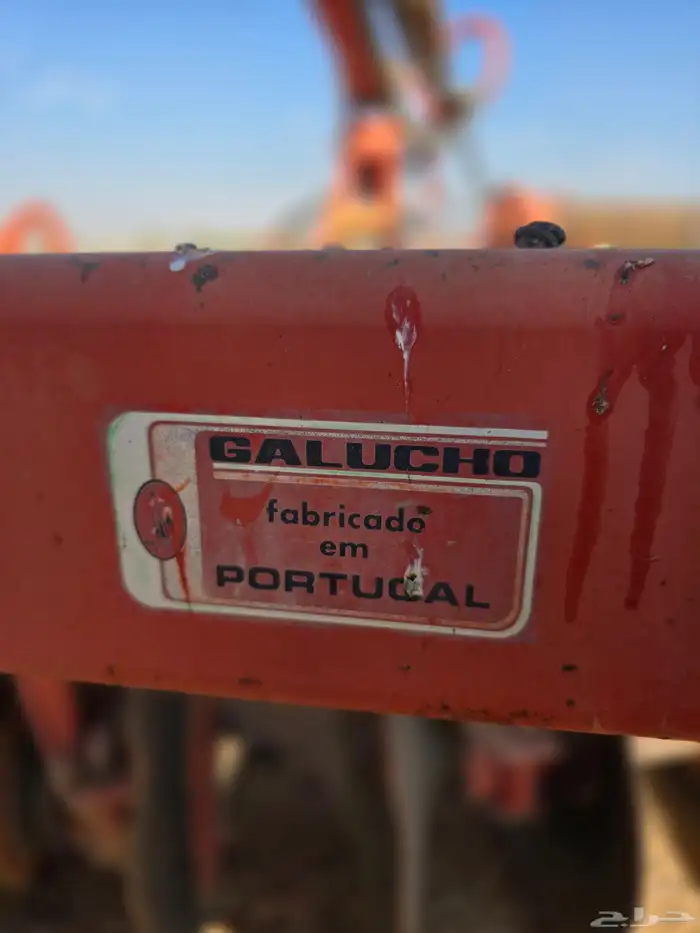 GALUCHO
fabricado
em
PORTUGAL
حراج